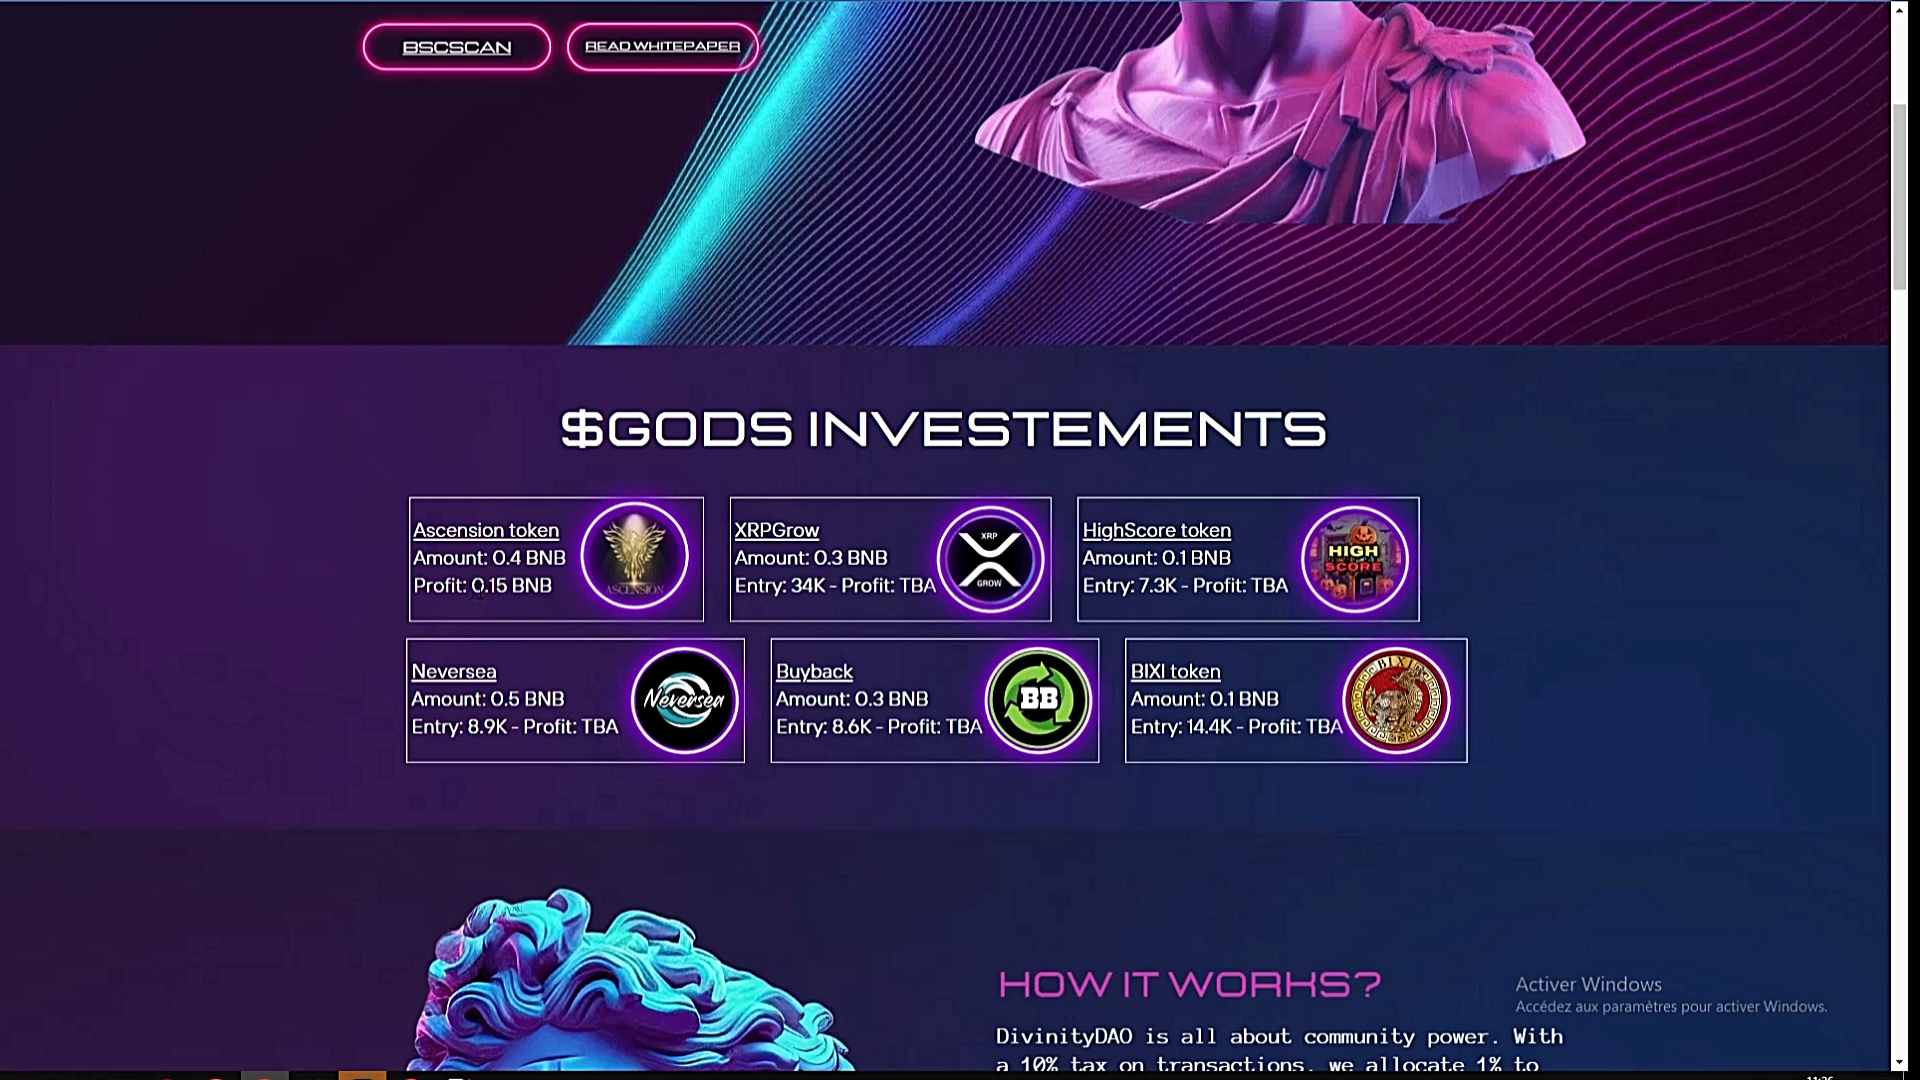 BSCSCAN
READ WHITEPAPER
$GODS INVESTEMENTS
Ascension token
Amount: 0.4 BNB
Profit: 0.15 BNB
ASCENSION
XRPGrow
Amount: 0.3 BNB
Entry: 34K - Profit: TBA
XRP
GROW
HighScore token
Amount: 0.1 BNB
Entry: 7.3K - Profit: TBA
HIGH
SCORE
Neversea
Amount: 0.5 BNB
Entry: 8.9K - Profit: TBA
Neversea
Buyback
Amount: 0.3 BNB
Entry: 8.6K - Profit: TBA
BB
BIXI token
Amount: 0.1 BNB
Entry: 14.4K - Profit: TBA
BIXI
HOW IT WORKS?
Activer Windows
Accédez aux paramètres pour activer Windows.
DivinityDAO is all about community power. With
a 10% tax on transactions, we allocate 1% to